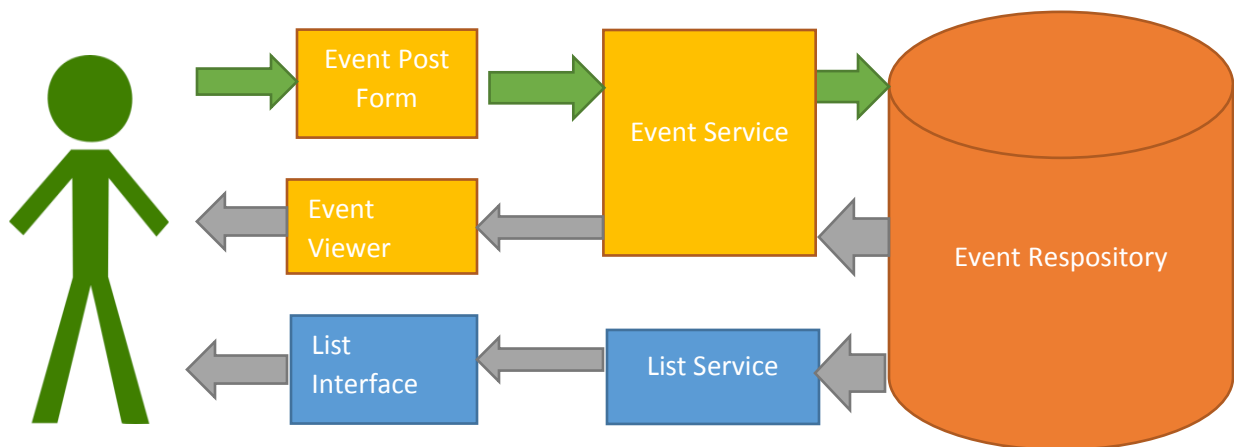 Event Post
Form
Event Service
Event
Viewer
Event Respository
List
Interface
List Service